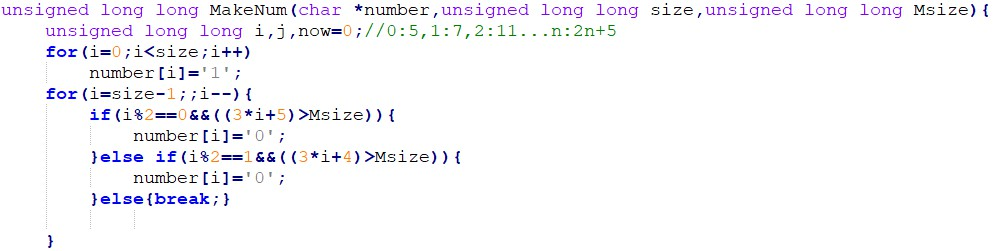 unsigned long long MakeNum(char *number,unsigned long long size,unsigned long long Msize){
    unsigned long long i,j,now=0;//0:5,1:7,2:11...n:2n+5
    for(i=0;i<size;i++)
        number[i]='1';
    for(i=size-1;;i--){
        if(i%2==0&&((3*i+5)>Msize)){
            number[i]='0';
        }else if(i%2==1&&((3*i+4)>Msize)){
            number[i]='0';
        }else{break;}
    }